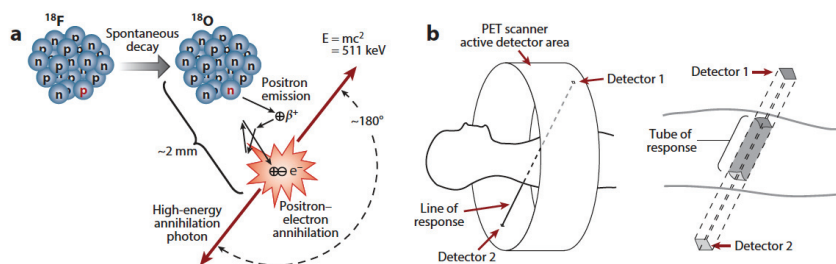 a
¹⁸F
Spontaneous
decay
¹⁸O
n p n p n p n p n p n p n p
n p n p n p n p n p n p n n
E = mc²
= 511 keV
Positron
emission
⊕β⁺
~180°
~2 mm
⊕⊖ e⁻
High-energy
annihilation
photon
Positron–
electron
annihilation
b
PET scanner
active detector area
Detector 1
Line of
response
Detector 2
Detector 1
Tube of
response
Detector 2